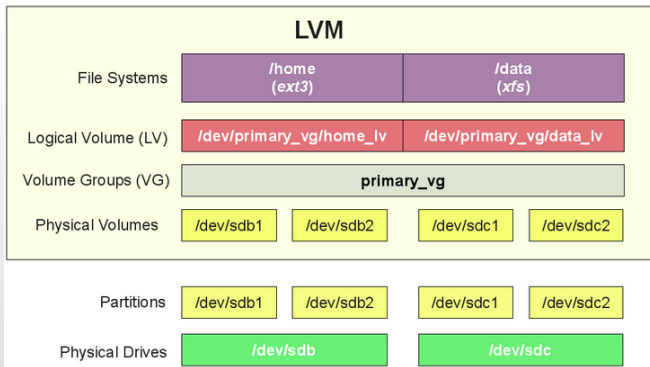 LVM
File Systems
/home
(ext3)
/data
(xfs)
Logical Volume (LV)
/dev/primary_vg/home_lv
/dev/primary_vg/data_lv
Volume Groups (VG)
primary_vg
Physical Volumes
/dev/sdb1
/dev/sdb2
/dev/sdc1
/dev/sdc2
Partitions
/dev/sdb1
/dev/sdb2
/dev/sdc1
/dev/sdc2
Physical Drives
/dev/sdb
/dev/sdc